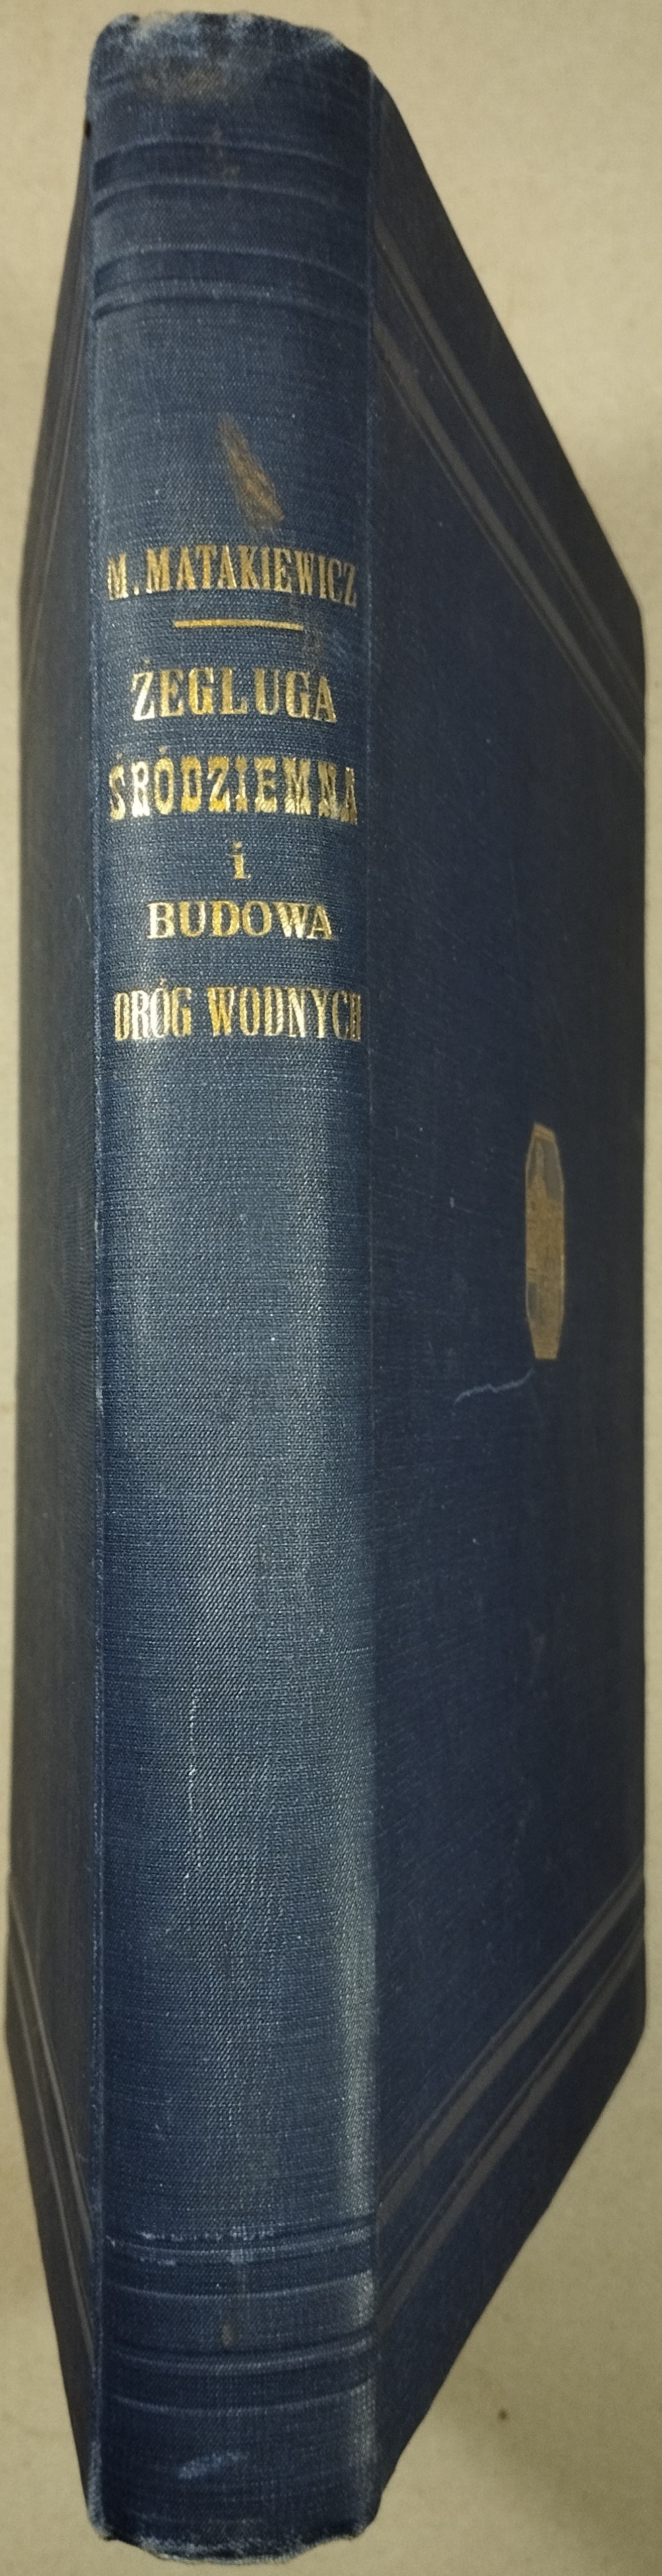 M. MATAKIEWICZ
ŻEGLUGA
ŚRÓDZIEMNA
i
BUDOWA
DRÓG WODNYCH